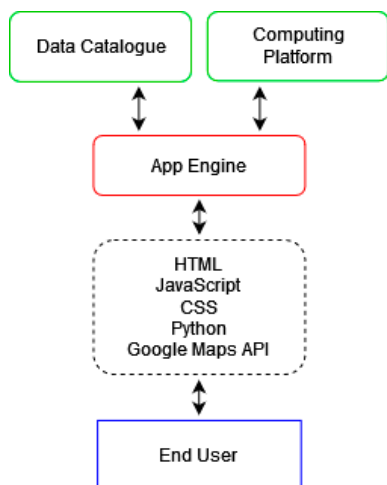 Data Catalogue
Computing
Platform
App Engine
HTML
JavaScript
CSS
Python
Google Maps API
End User